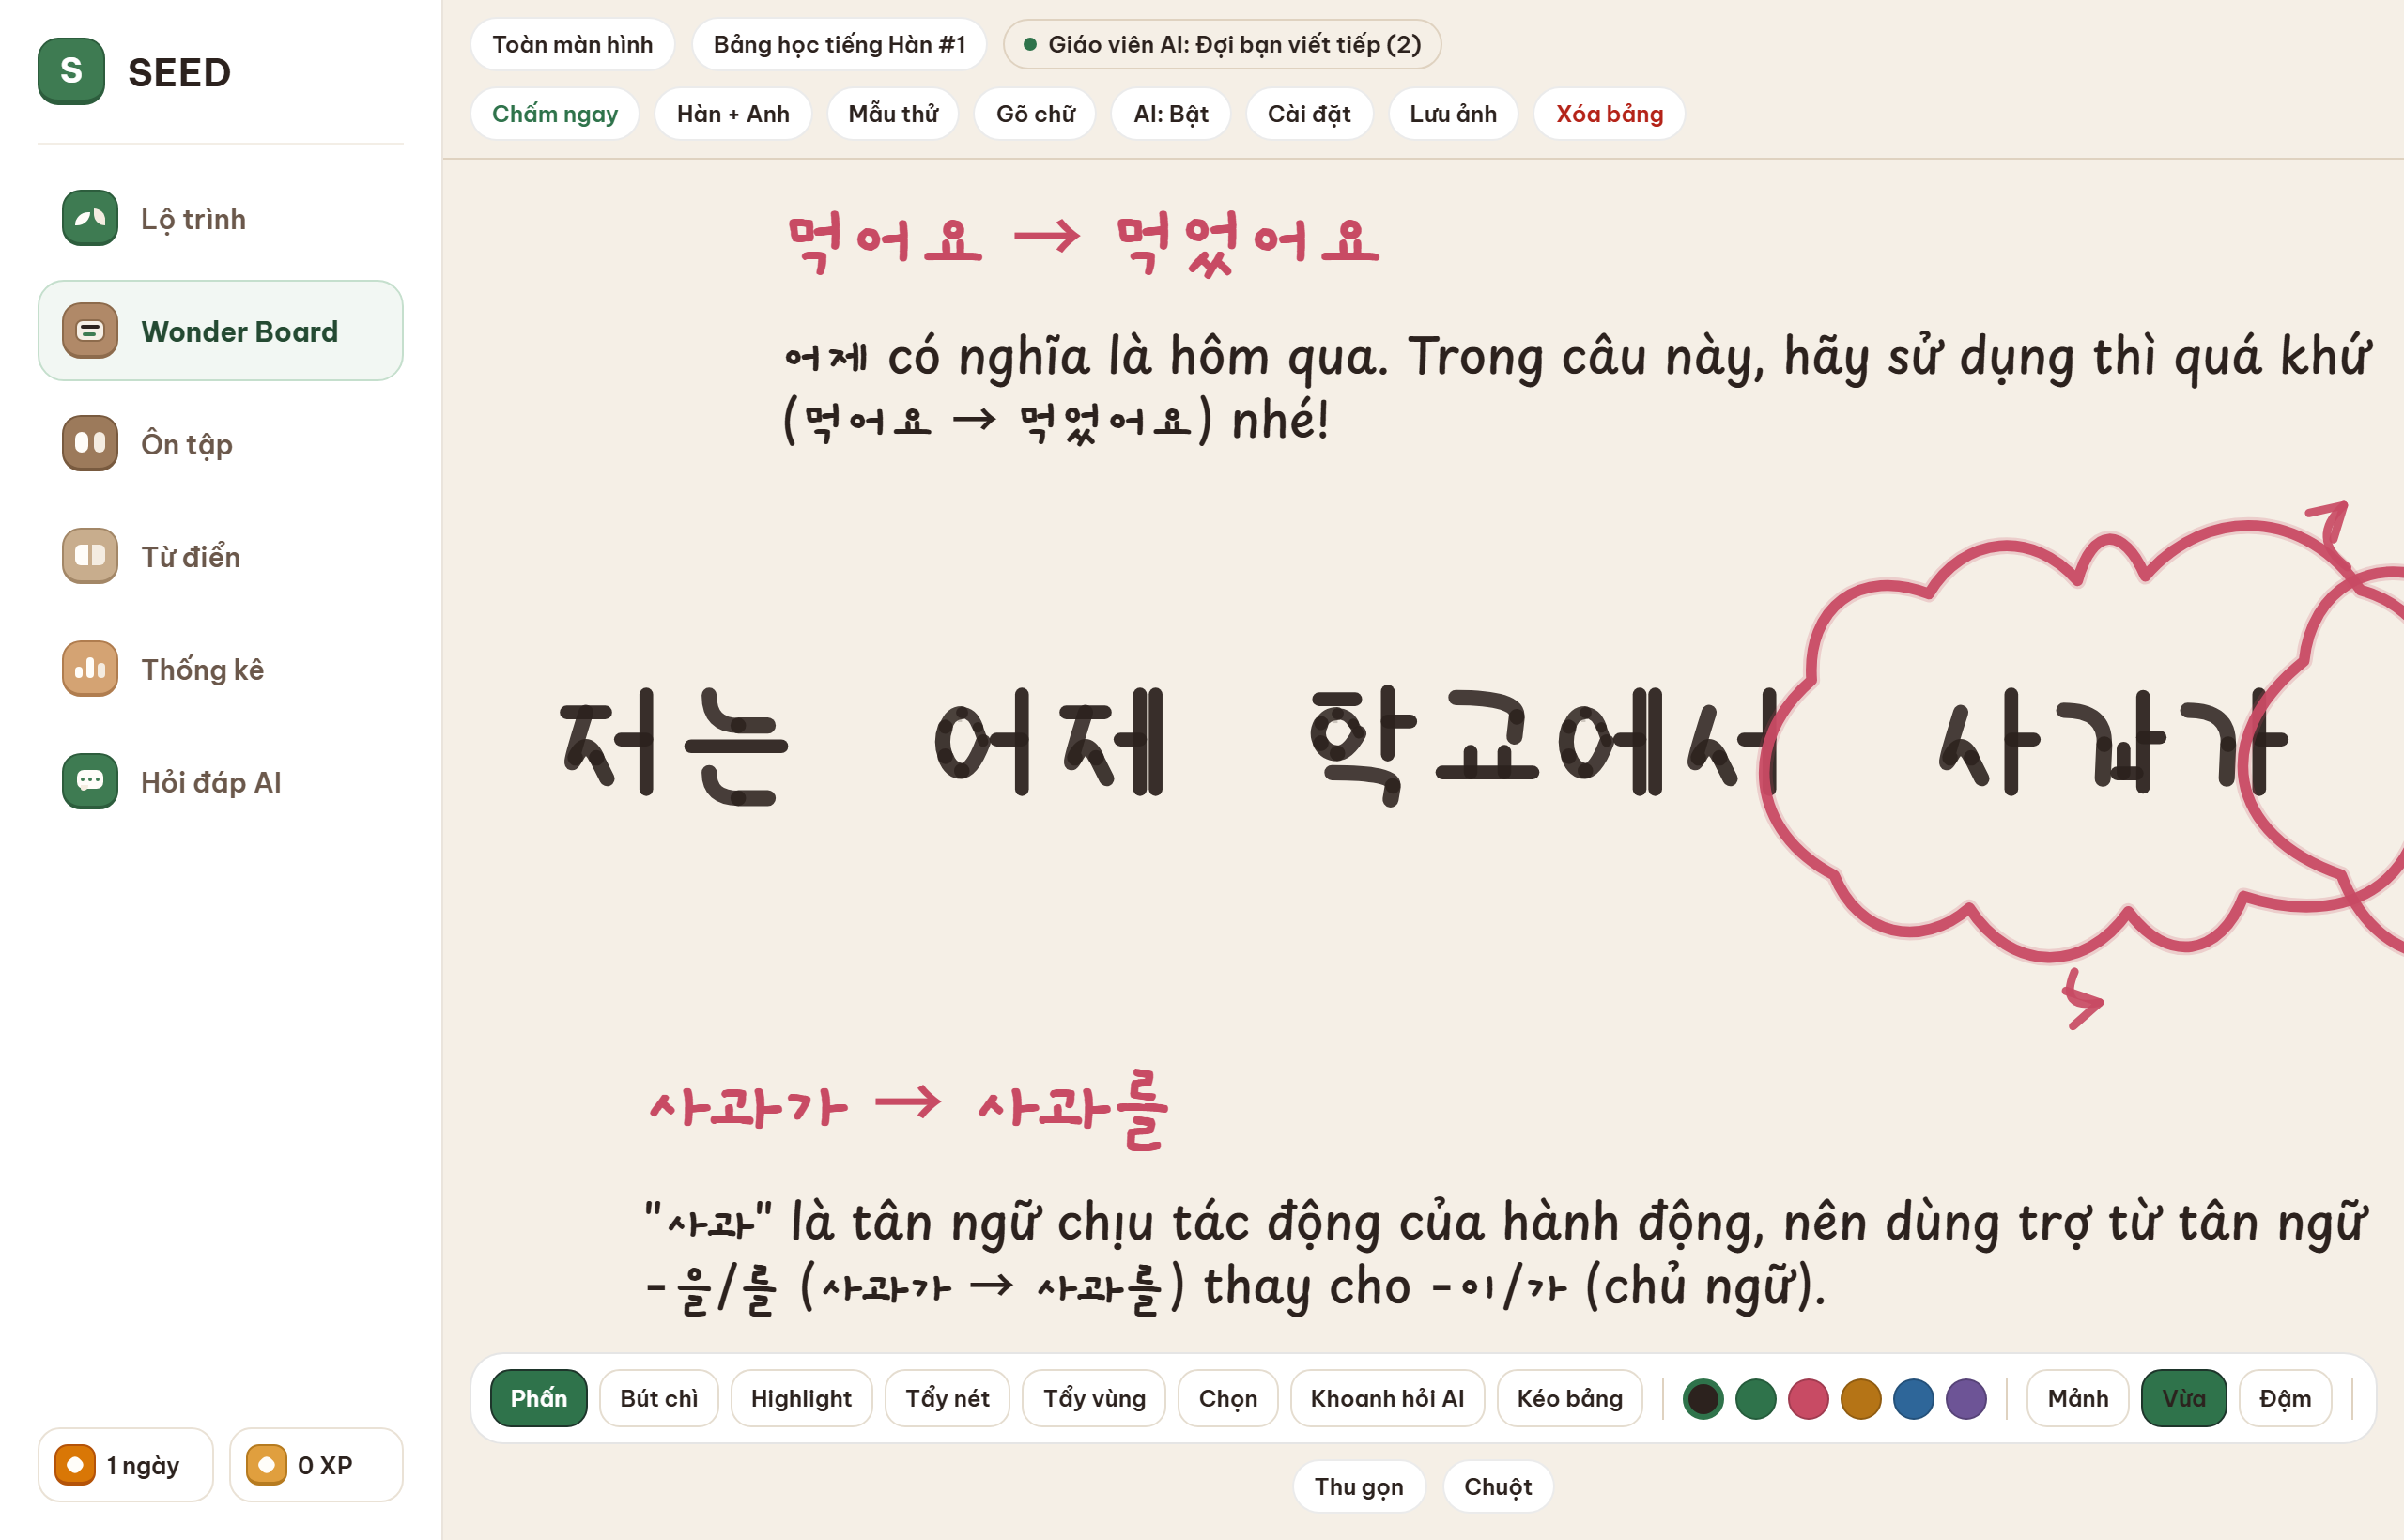 S SEED
Lộ trình
Wonder Board
Ôn tập
Từ điển
Thống kê
Hỏi đáp AI
1 ngày
0 XP
Toàn màn hình
Bảng học tiếng Hàn #1
Giáo viên AI: Đợi bạn viết tiếp (2)
Chấm ngay
Hàn + Anh
Mẫu thử
Gõ chữ
AI: Bật
Cài đặt
Lưu ảnh
Xóa bảng
먹어요 → 먹었어요
어제 có nghĩa là hôm qua. Trong câu này, hãy sử dụng thì quá khứ
(먹어요 → 먹었어요) nhé!
저는 어제 학교에서 사과가
사과가 → 사과를
"사과" là tân ngữ chịu tác động của hành động, nên dùng trợ từ tân ngữ
-을/를 (사과가 → 사과를) thay cho -이/가 (chủ ngữ).
Phấn
Bút chì
Highlight
Tẩy nét
Tẩy vùng
Chọn
Khoanh hỏi AI
Kéo bảng
Mảnh
Vừa
Đậm
Thu gọn
Chuột